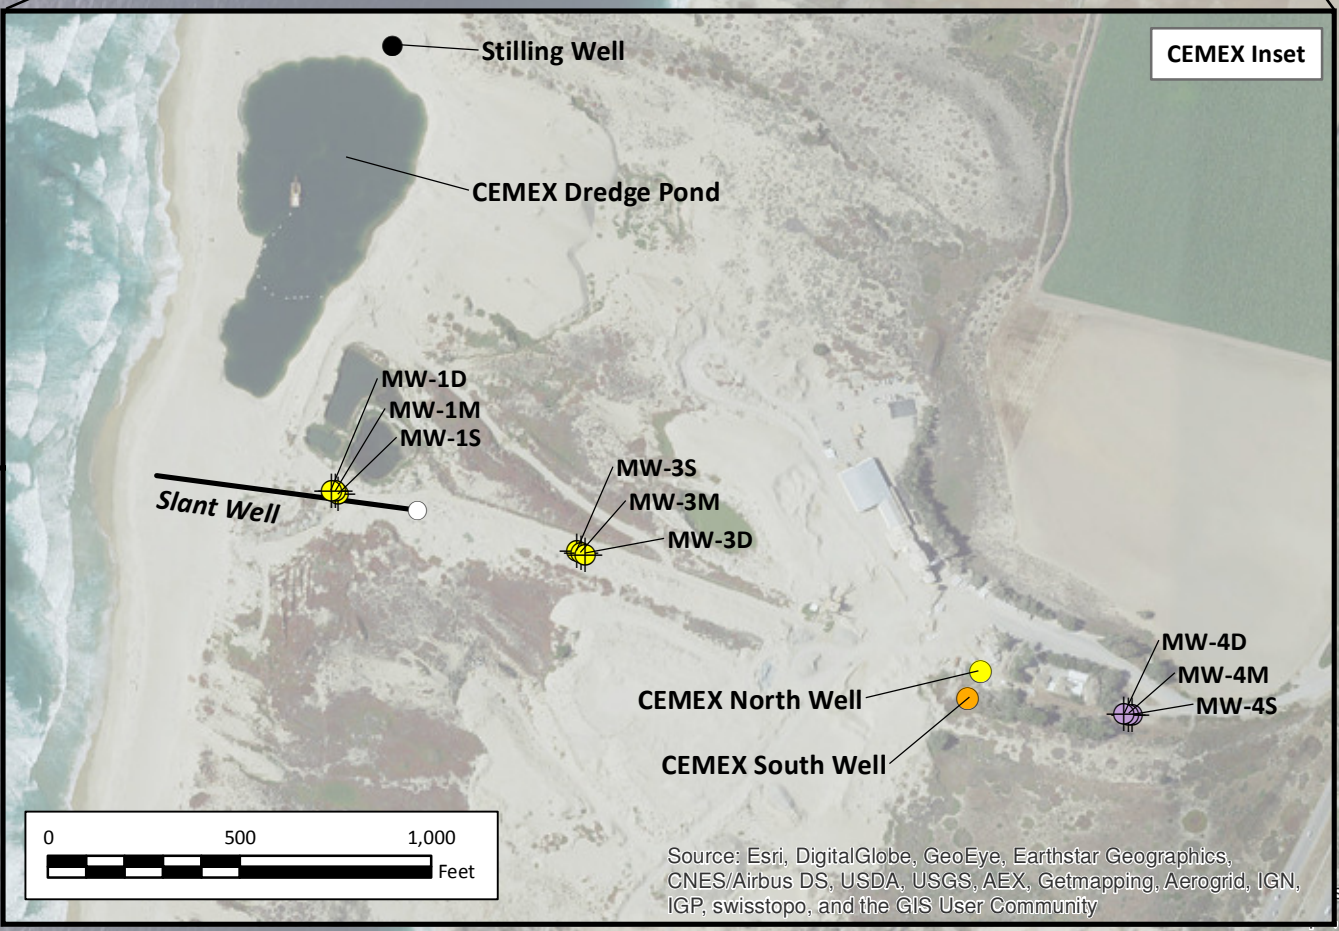 Stilling Well
CEMEX Inset
CEMEX Dredge Pond
MW-1D
MW-1M
MW-1S
MW-3S
MW-3M
MW-3D
Slant Well
MW-4D
MW-4M
MW-4S
CEMEX North Well
CEMEX South Well
0 500 1,000
Feet
Source: Esri, DigitalGlobe, GeoEye, Earthstar Geographics,
CNES/Airbus DS, USDA, USGS, AEX, Getmapping, Aerogrid, IGN,
IGP, swisstopo, and the GIS User Community